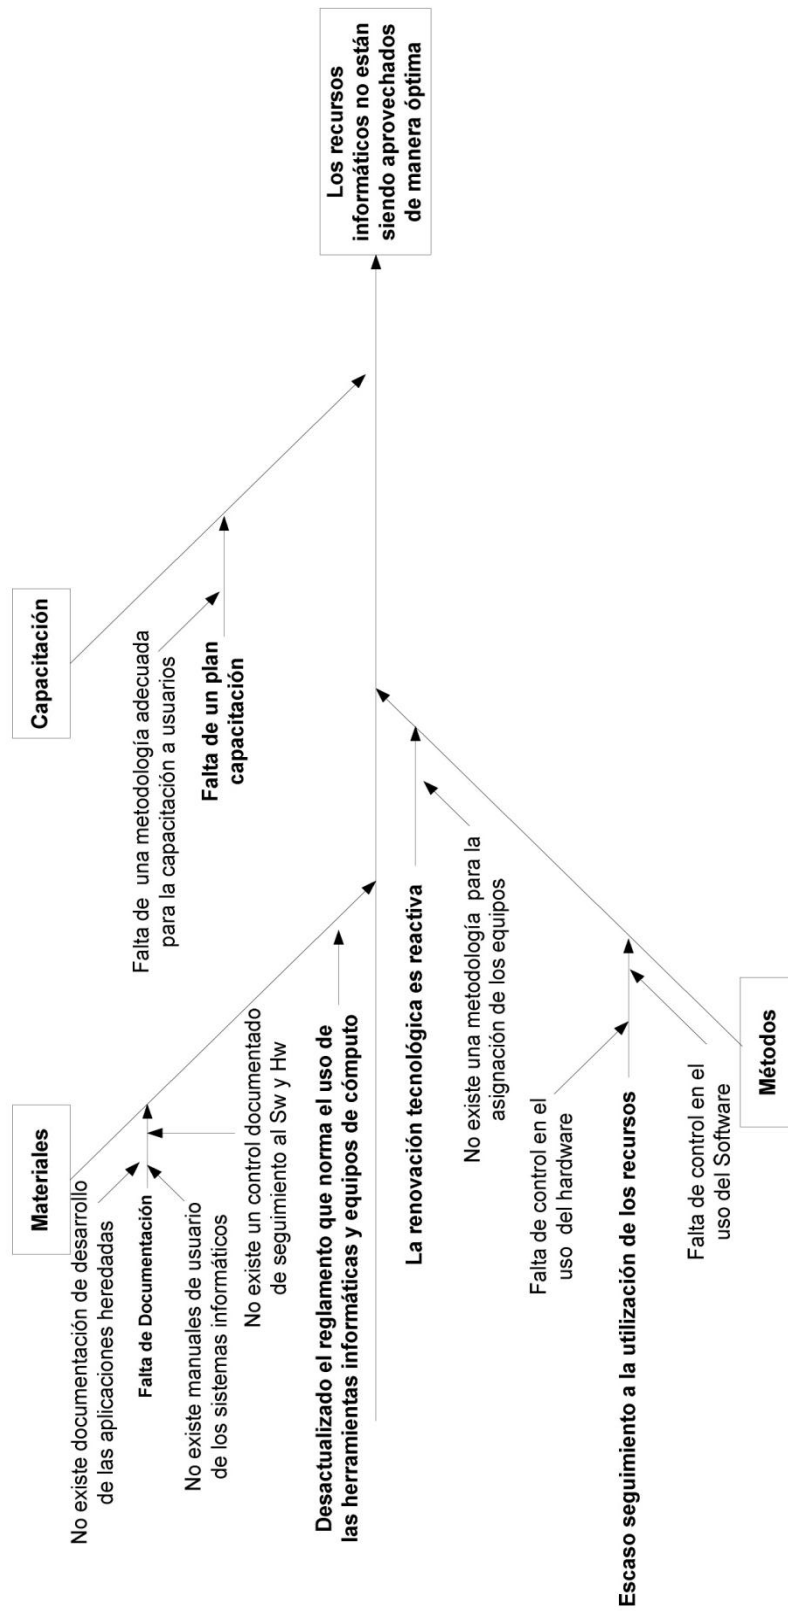 Materiales
No existe documentación de desarrollo
de las aplicaciones heredadas
Falta de Documentación
No existe manuales de usuario
de los sistemas informáticos
No existe un control documentado
de seguimiento al Sw y Hw
Desactualizado el reglamento que norma el uso de
las herramientas informáticas y equipos de cómputo
Capacitación
Falta de una metodología adecuada
para la capacitación a usuarios
Falta de un plan
capacitación
Los recursos
informáticos no están
siendo aprovechados
de manera óptima
La renovación tecnológica es reactiva
No existe una metodología para la
asignación de los equipos
Falta de control en el
uso del hardware
Escaso seguimiento a la utilización de los recursos
Falta de control en el
uso del Software
Métodos